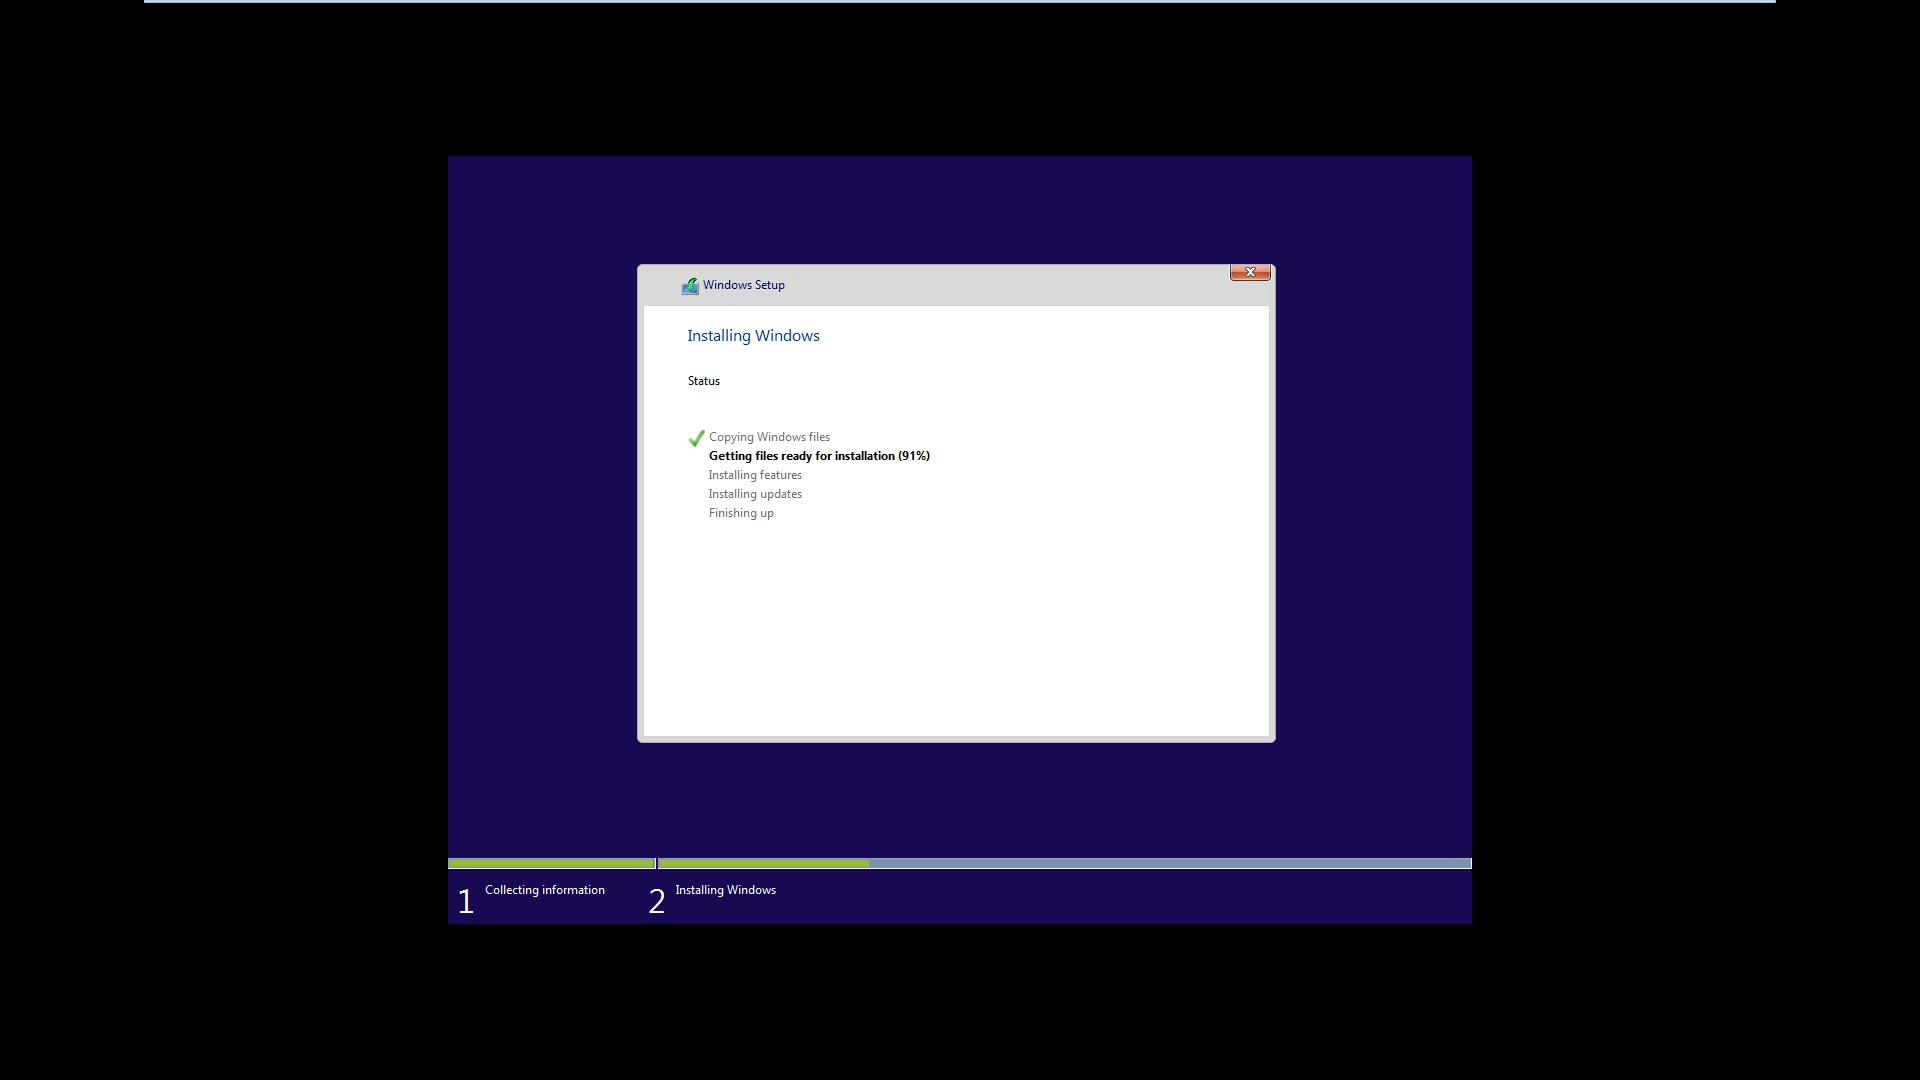 Windows Setup
Installing Windows
Status
Copying Windows files
Getting files ready for installation (91%)
Installing features
Installing updates
Finishing up
1 Collecting information 2 Installing Windows